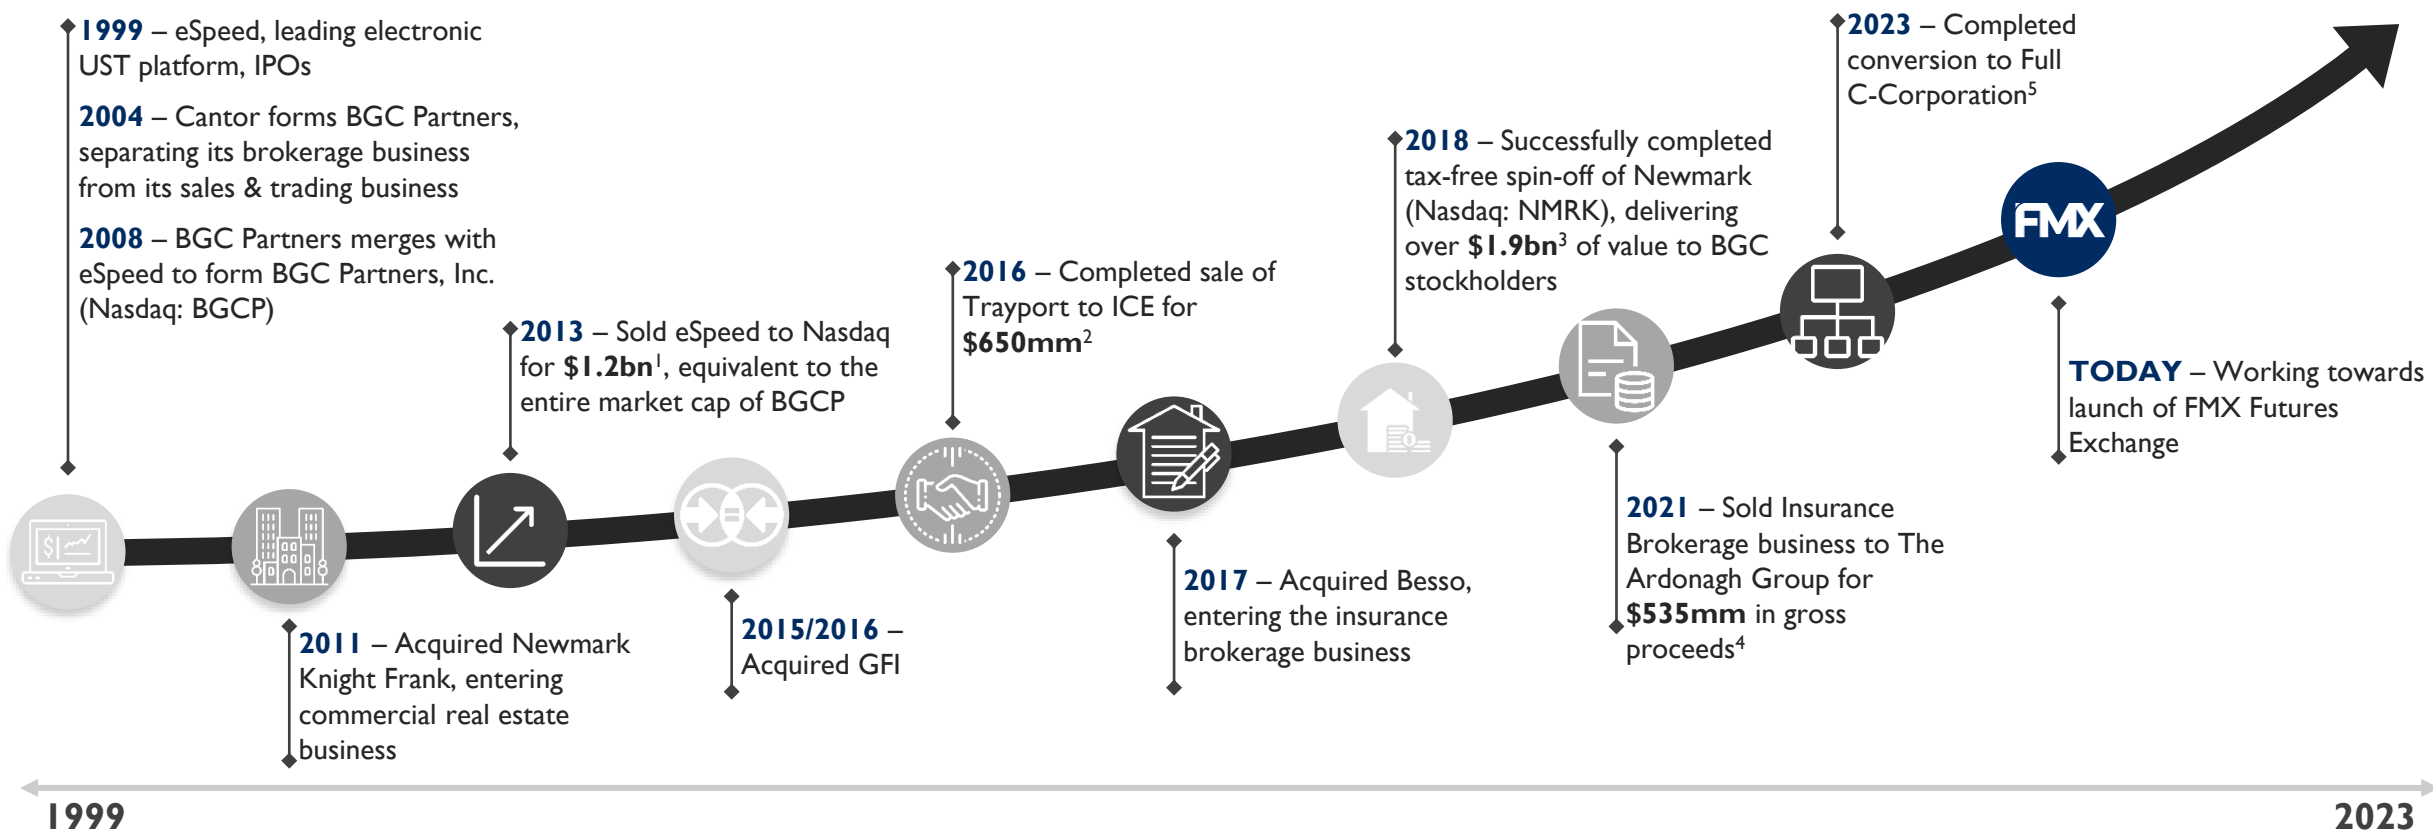 1999 – eSpeed, leading electronic
UST platform, IPOs
2004 – Cantor forms BGC Partners,
separating its brokerage business
from its sales & trading business
2008 – BGC Partners merges with
eSpeed to form BGC Partners, Inc.
(Nasdaq: BGCP)
2011 – Acquired Newmark
Knight Frank, entering
commercial real estate
business
2013 – Sold eSpeed to Nasdaq
for $1.2bn¹, equivalent to the
entire market cap of BGCP
2015/2016 –
Acquired GFI
2016 – Completed sale of
Trayport to ICE for
$650mm²
2017 – Acquired Besso,
entering the insurance
brokerage business
2018 – Successfully completed
tax-free spin-off of Newmark
(Nasdaq: NMRK), delivering
over $1.9bn³ of value to BGC
stockholders
2021 – Sold Insurance
Brokerage business to The
Ardonagh Group for
$535mm in gross
proceeds⁴
2023 – Completed
conversion to Full
C-Corporation⁵
FMX
TODAY – Working towards
launch of FMX Futures
Exchange
$
1999
2023